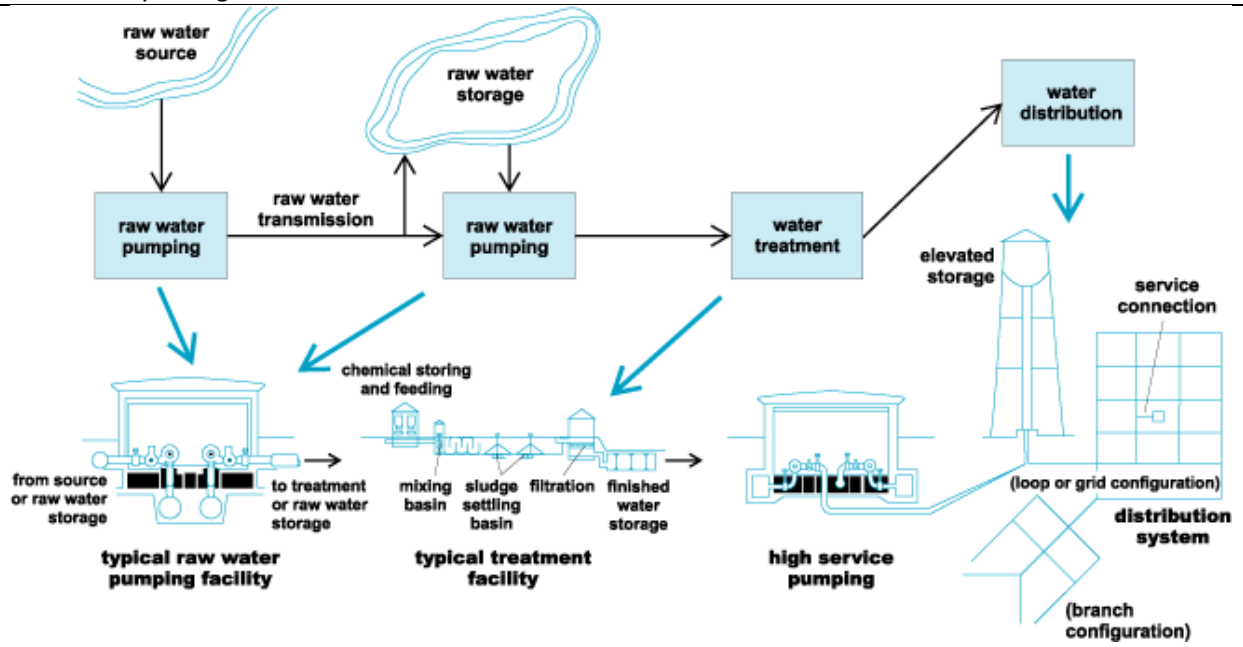 raw water
source
raw water
storage
water
distribution
raw water
pumping
raw water
transmission
raw water
pumping
water
treatment
elevated
storage
service
connection
chemical storing
and feeding
from source
or raw water
storage
to treatment
or raw water
storage
mixing
basin
sludge
settling
basin
filtration
finished
water
storage
(loop or grid configuration)
distribution
system
typical raw water
pumping facility
typical treatment
facility
high service
pumping
(branch
configuration)